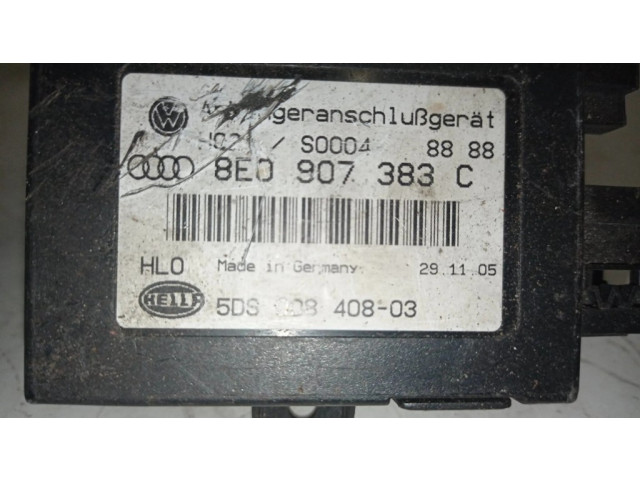 S0004 88 88
8E0 907 383 C
HLO Made in Germany 29.11.05
HELLA 5DS 408-03